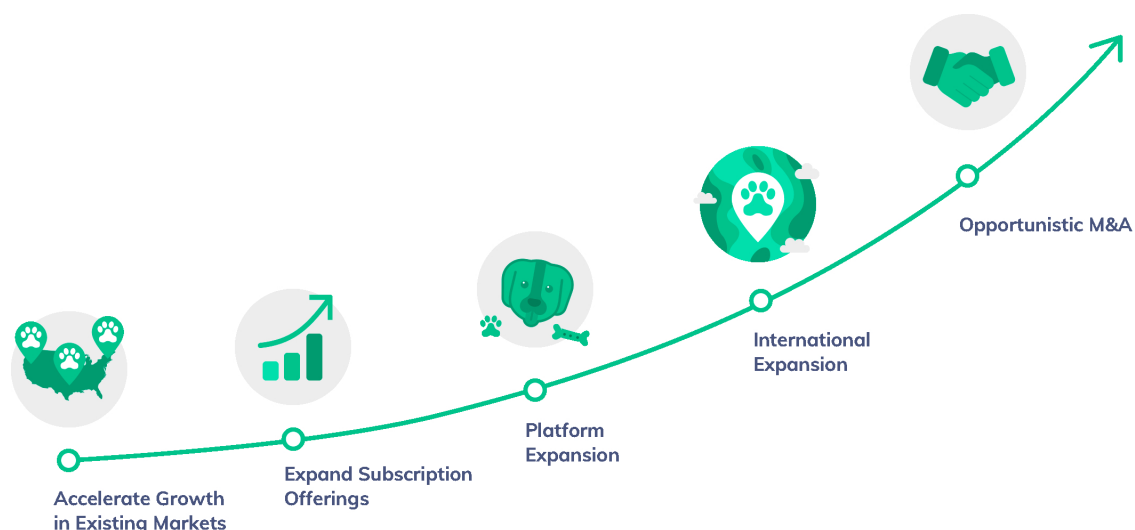 Accelerate Growth
in Existing Markets
Expand Subscription
Offerings
Platform
Expansion
International
Expansion
Opportunistic M&A